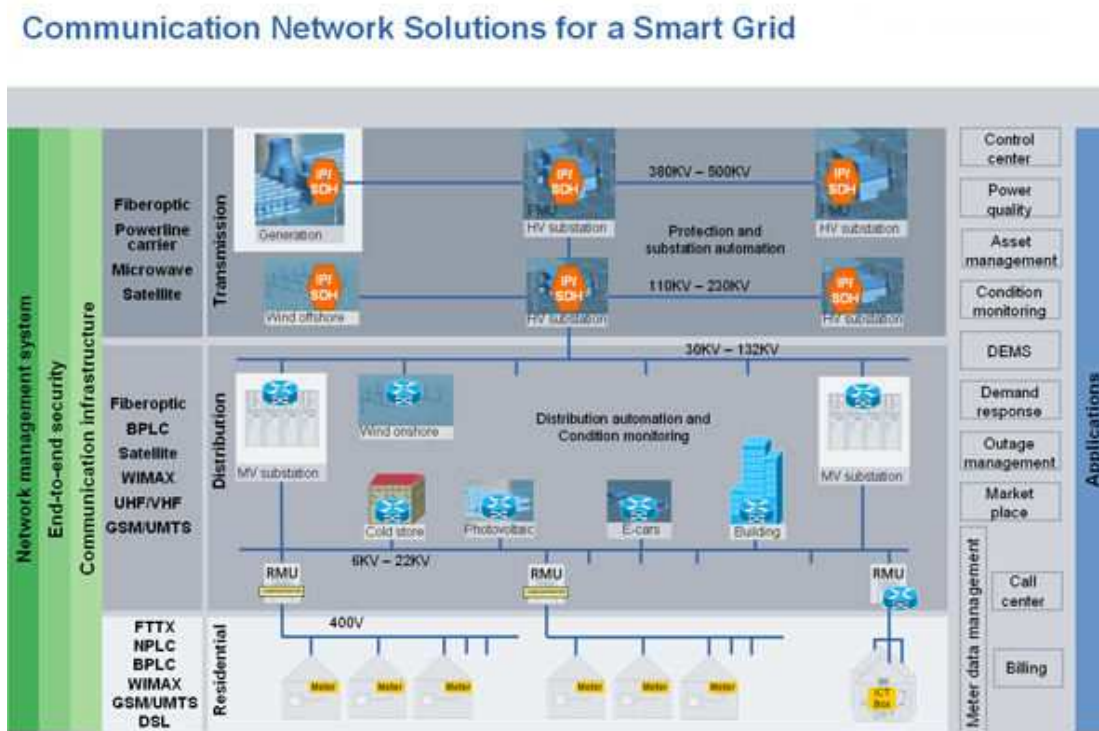 Communication Network Solutions for a Smart Grid
Network management system
End-to-end security
Communication infrastructure
Fiberoptic
Powerline
carrier
Microwave
Satellite
Transmission
IP/
SDH
Generation
IP/
SDH
FMU
HV substation
380KV – 500KV
IP/
SDH
FMU
HV substation
Protection and
substation automation
IP/
SDH
Wind offshore
IP/
SDH
HV substation
110KV – 230KV
IP/
SDH
HV substation
Fiberoptic
BPLC
Satellite
WIMAX
UHF/VHF
GSM/UMTS
Distribution
30KV – 132KV
MV substation
Wind onshore
Distribution automation and
Condition monitoring
MV substation
Cold store
Photovoltaic
E-cars
Building
6KV – 22KV
RMU
RMU
RMU
FTTX
NPLC
BPLC
WIMAX
GSM/UMTS
DSL
Residential
400V
Meter
Meter
Meter
Meter
Meter
Meter
ICT
Box
Control
center
Power
quality
Asset
management
Condition
monitoring
DEMS
Demand
response
Outage
management
Market
place
Meter data management
Call
center
Billing
Applications